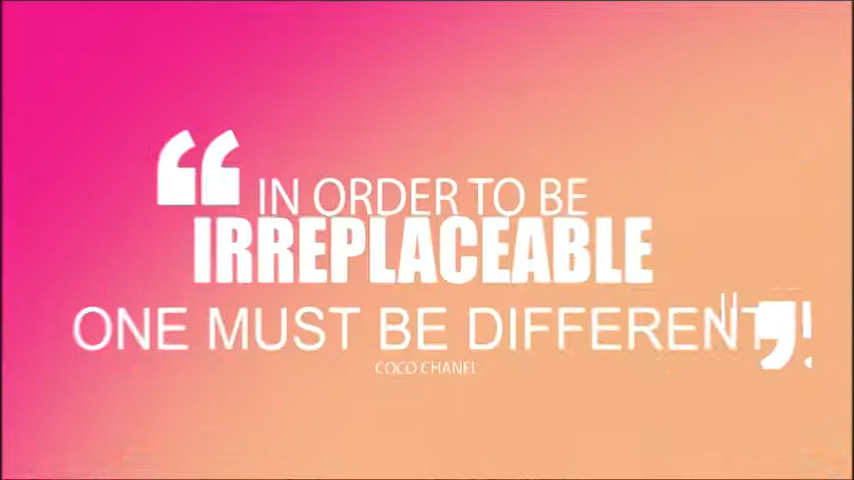 “ IN ORDER TO BE
IRREPLACEABLE
ONE MUST BE DIFFERENT
COCO CHANEL